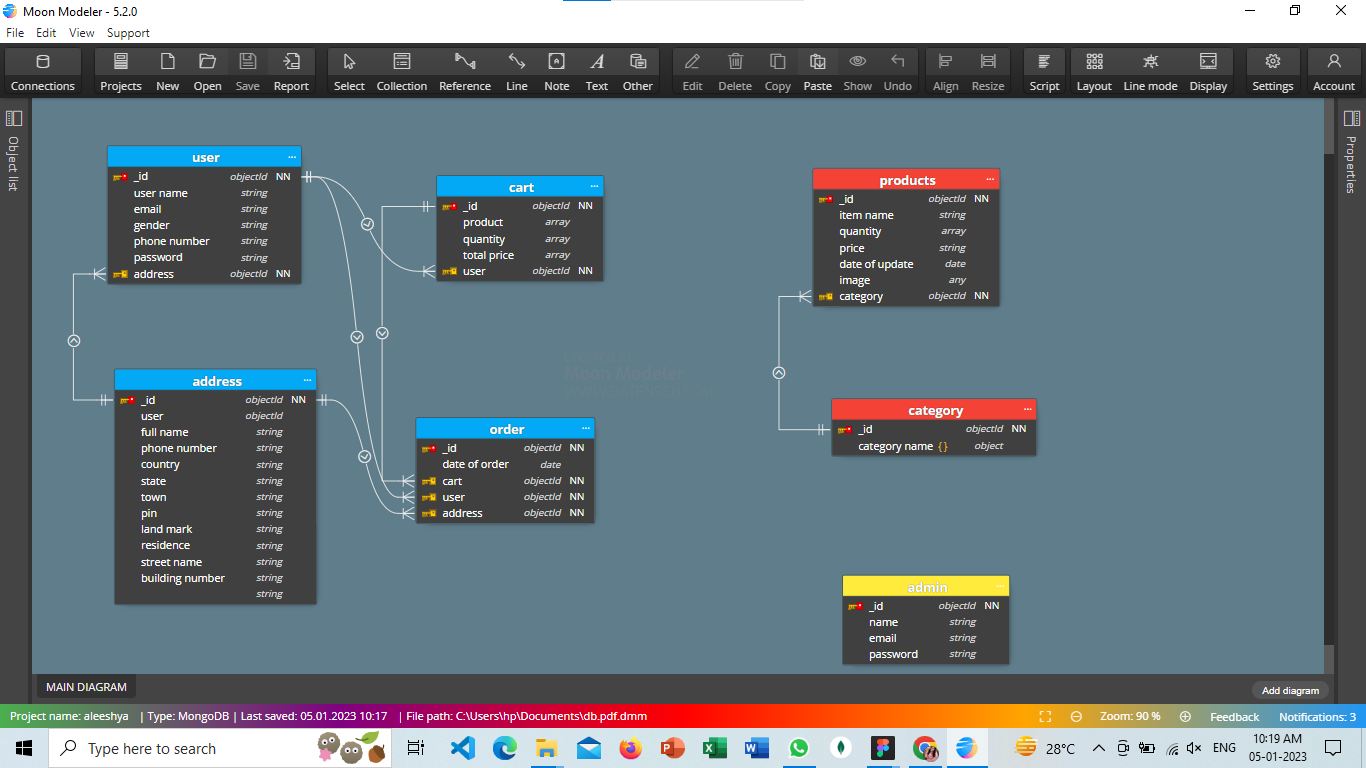 Moon Modeler - 5.2.0
File Edit View Support
Connections Projects New Open Save Report Select Collection Reference Line Note Text Other Edit Delete Copy Paste Show Undo Align Resize Script Layout Line mode Display Settings Account
Object list
Properties
user ...
_id objectId NN
user name string
email string
gender string
phone number string
password string
address objectId NN
cart ...
_id objectId NN
product array
quantity array
total price array
user objectId NN
products ...
_id objectId NN
item name string
quantity array
price string
date of update date
image any
category objectId NN
Moon Modeler
address ...
_id objectId NN
user objectId
full name string
phone number string
country string
state string
town string
pin string
land mark string
residence string
street name string
building number string
string
order ...
_id objectId NN
date of order date
cart objectId NN
user objectId NN
address objectId NN
category ...
_id objectId NN
category name {} object
admin ...
_id objectId NN
name string
email string
password string
MAIN DIAGRAM
Add diagram
Project name: aleeshya | Type: MongoDB | Last saved: 05.01.2023 10:17 | File path: C:\Users\hp\Documents\db.pdf.dmm
Zoom: 90 % Feedback Notifications: 3
Type here to search
28°C ENG 10:19 AM
05-01-2023